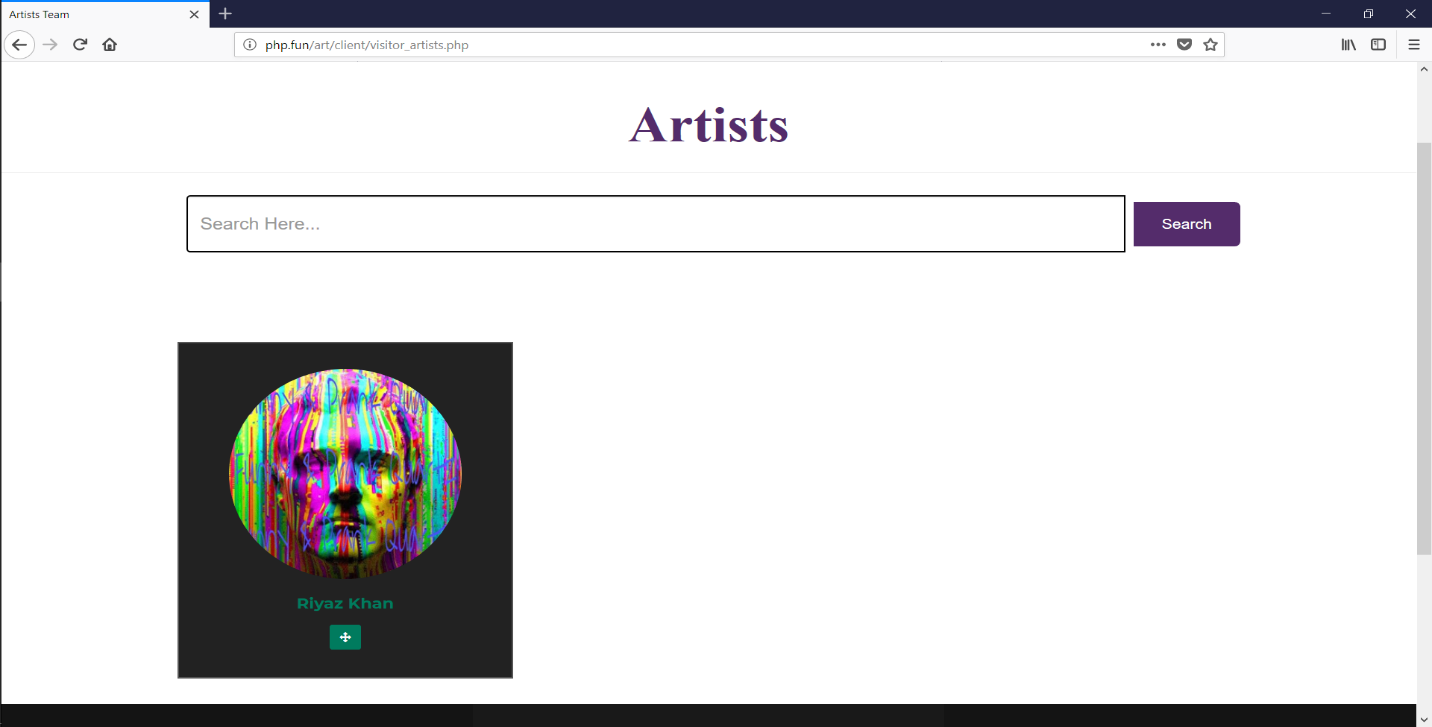 Artists Team
php.fun/art/client/visitor_artists.php
Artists
Search Here...
Search
Riyaz Khan